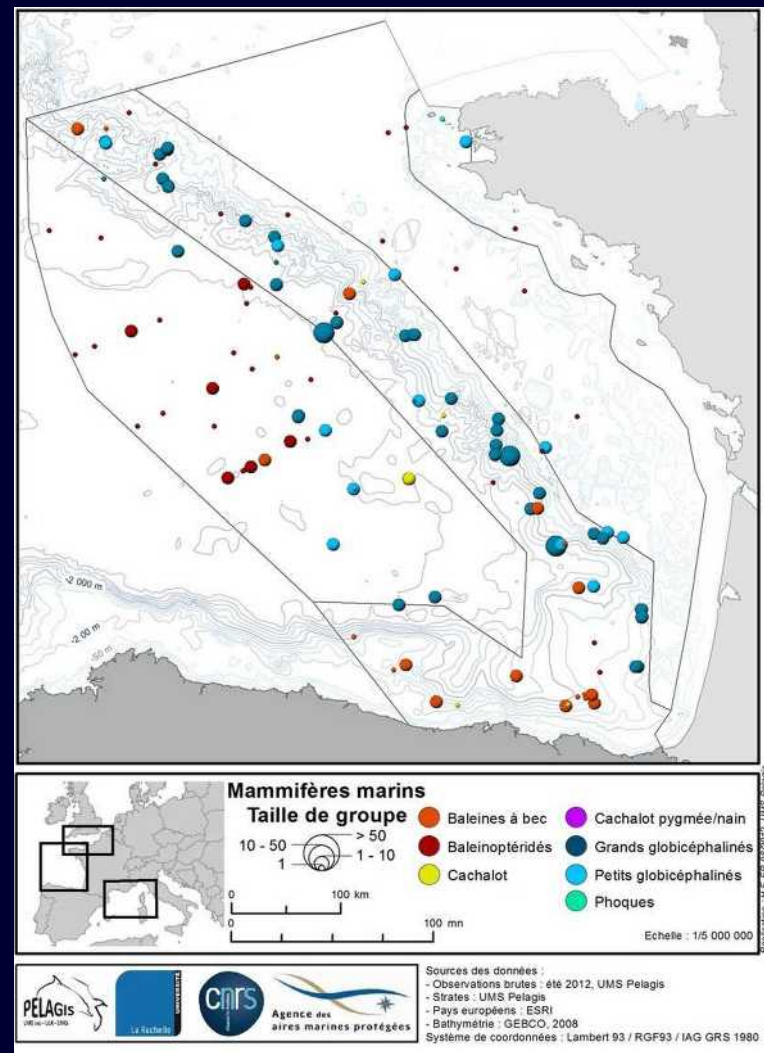 -2 000 m
-2 00 m
-50 m
Mammifères marins
Taille de groupe
> 50
10 - 50
1 - 10
1
0 100 km
0 100 mn
Baleines à bec
Baleinoptéridés
Cachalot
Cachalot pygmée/nain
Grands globicéphalinés
Petits globicéphalinés
Phoques
Echelle : 1/5 000 000
PELAGIS
La Rochelle
UNIVERSITÉ
cnrs
Agence des
aires marines protégées
Sources des données :
- Observations brutes : été 2012, UMS Pelagis
- Strates : UMS Pelagis
- Pays européens : ESRI
- Bathymétrie : GEBCO, 2008
Système de coordonnées : Lambert 93 / RGF93 / IAG GRS 1980